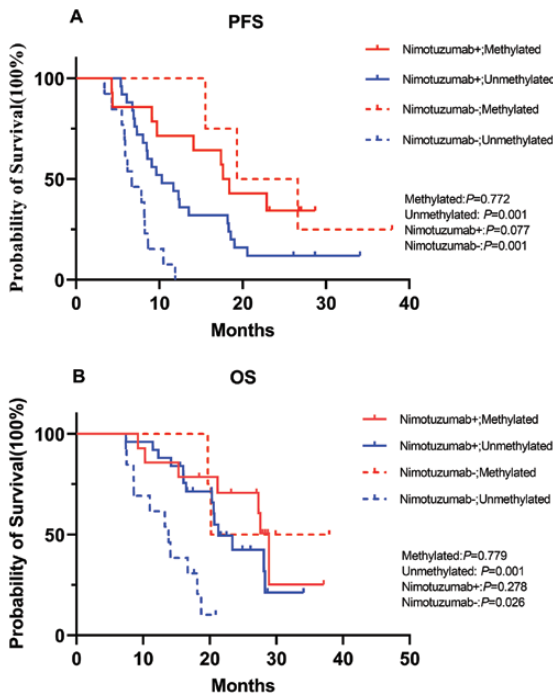 A
PFS
Probability of Survival(100%)
100
50
0
0
10
20
30
40
Months
Nimotuzumab+;Methylated
Nimotuzumab+;Unmethylated
Nimotuzumab-;Methylated
Nimotuzumab-;Unmethylated
Methylated:P=0.772
Unmethylated: P=0.001
Nimotuzumab+:P=0.077
Nimotuzumab-:P=0.001
B
OS
Probability of Survival(100%)
100
50
0
0
10
20
30
40
50
Months
Nimotuzumab+;Methylated
Nimotuzumab+;Unmethylated
Nimotuzumab-;Methylated
Nimotuzumab-;Unmethylated
Methylated:P=0.779
Unmethylated: P=0.001
Nimotuzumab+:P=0.278
Nimotuzumab-:P=0.026